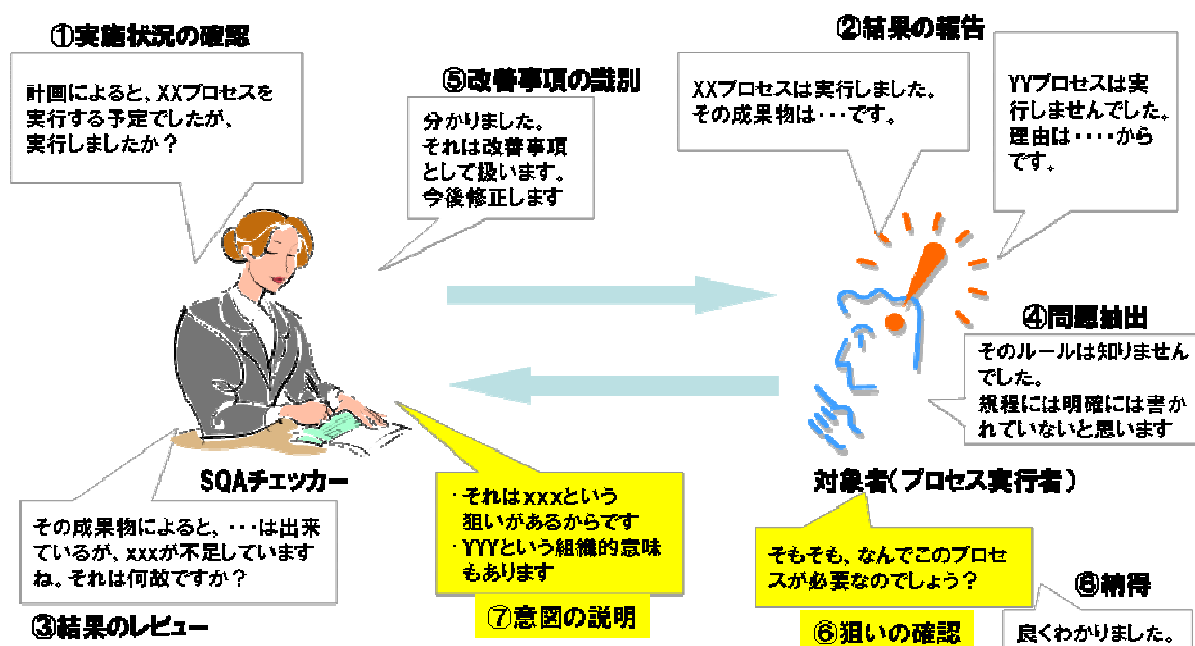 ①実施状況の確認
計画によると、XXプロセスを
実行する予定でしたが、
実行しましたか？
②結果の報告
XXプロセスは実行しました。
その成果物は・・・です。
YYプロセスは実
行しませんでした。
理由は・・・・から
です。
③結果のレビュー
その成果物によると、・・・は出来
ているが、xxxが不足しています
ね。それは何故ですか？
④問題抽出
そのルールは知りません
でした。
規程には明確には書か
れていないと思います
⑤改善事項の識別
分かりました。
それは改善事項
として扱います。
今後修正します
SQAチェッカー
対象者（プロセス実行者）
そもそも、なんでこのプロセ
スが必要なのでしょう？
⑥狙いの確認
・それはxxxという
狙いがあるからです
・YYYという組織的意味
もあります
⑦意図の説明
⑧納得
良くわかりました。